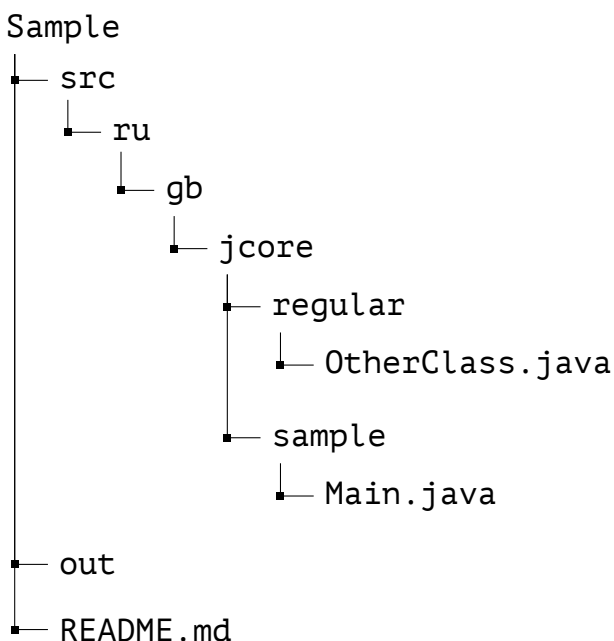 Sample
src
ru
gb
jcore
regular
OtherClass.java
sample
Main.java
out
README.md